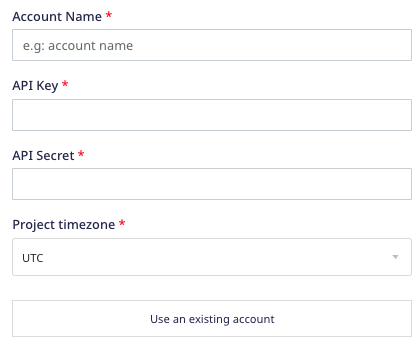 Account Name *
e.g: account name
API Key *
API Secret *
Project timezone *
UTC
Use an existing account